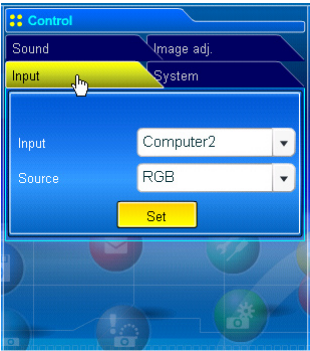 Control
Sound Image adj.
Input System
Input Computer2
Source RGB
Set